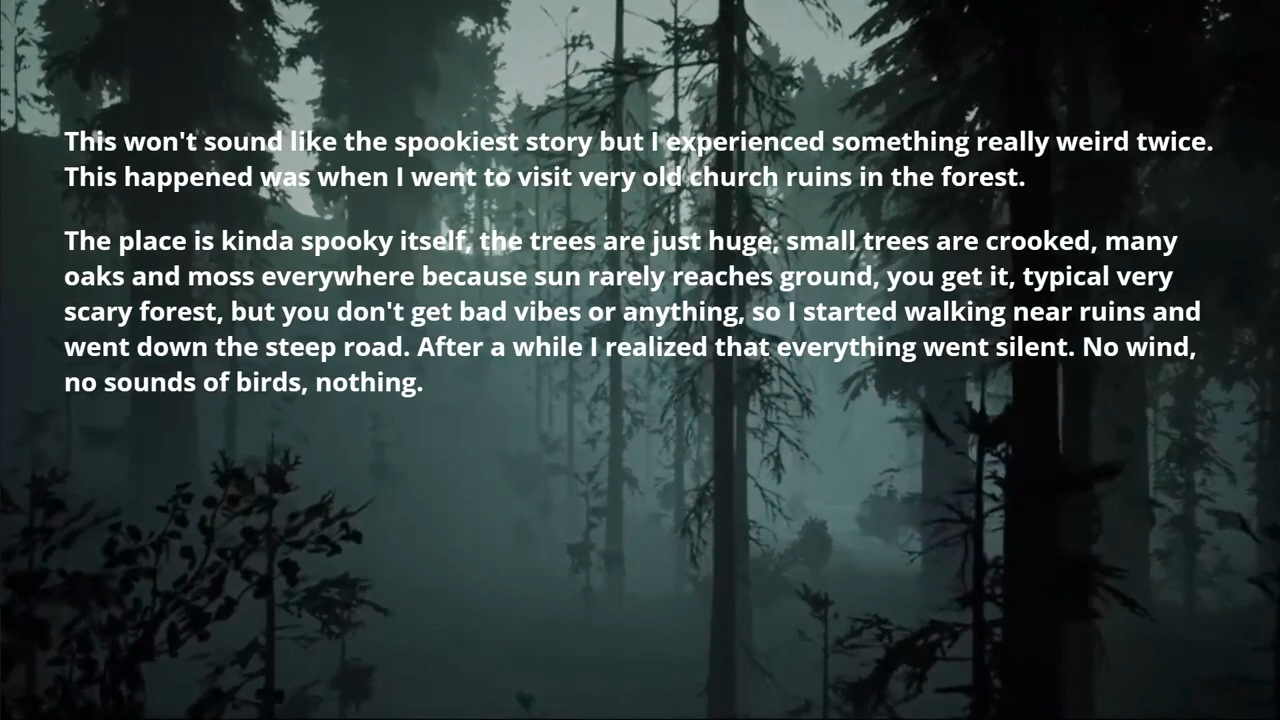 This won't sound like the spookiest story but I experienced something really weird twice.
This happened was when I went to visit very old church ruins in the forest.
The place is kinda spooky itself, the trees are just huge, small trees are crooked, many
oaks and moss everywhere because sun rarely reaches ground, you get it, typical very
scary forest, but you don't get bad vibes or anything, so I started walking near ruins and
went down the steep road. After a while I realized that everything went silent. No wind,
no sounds of birds, nothing.